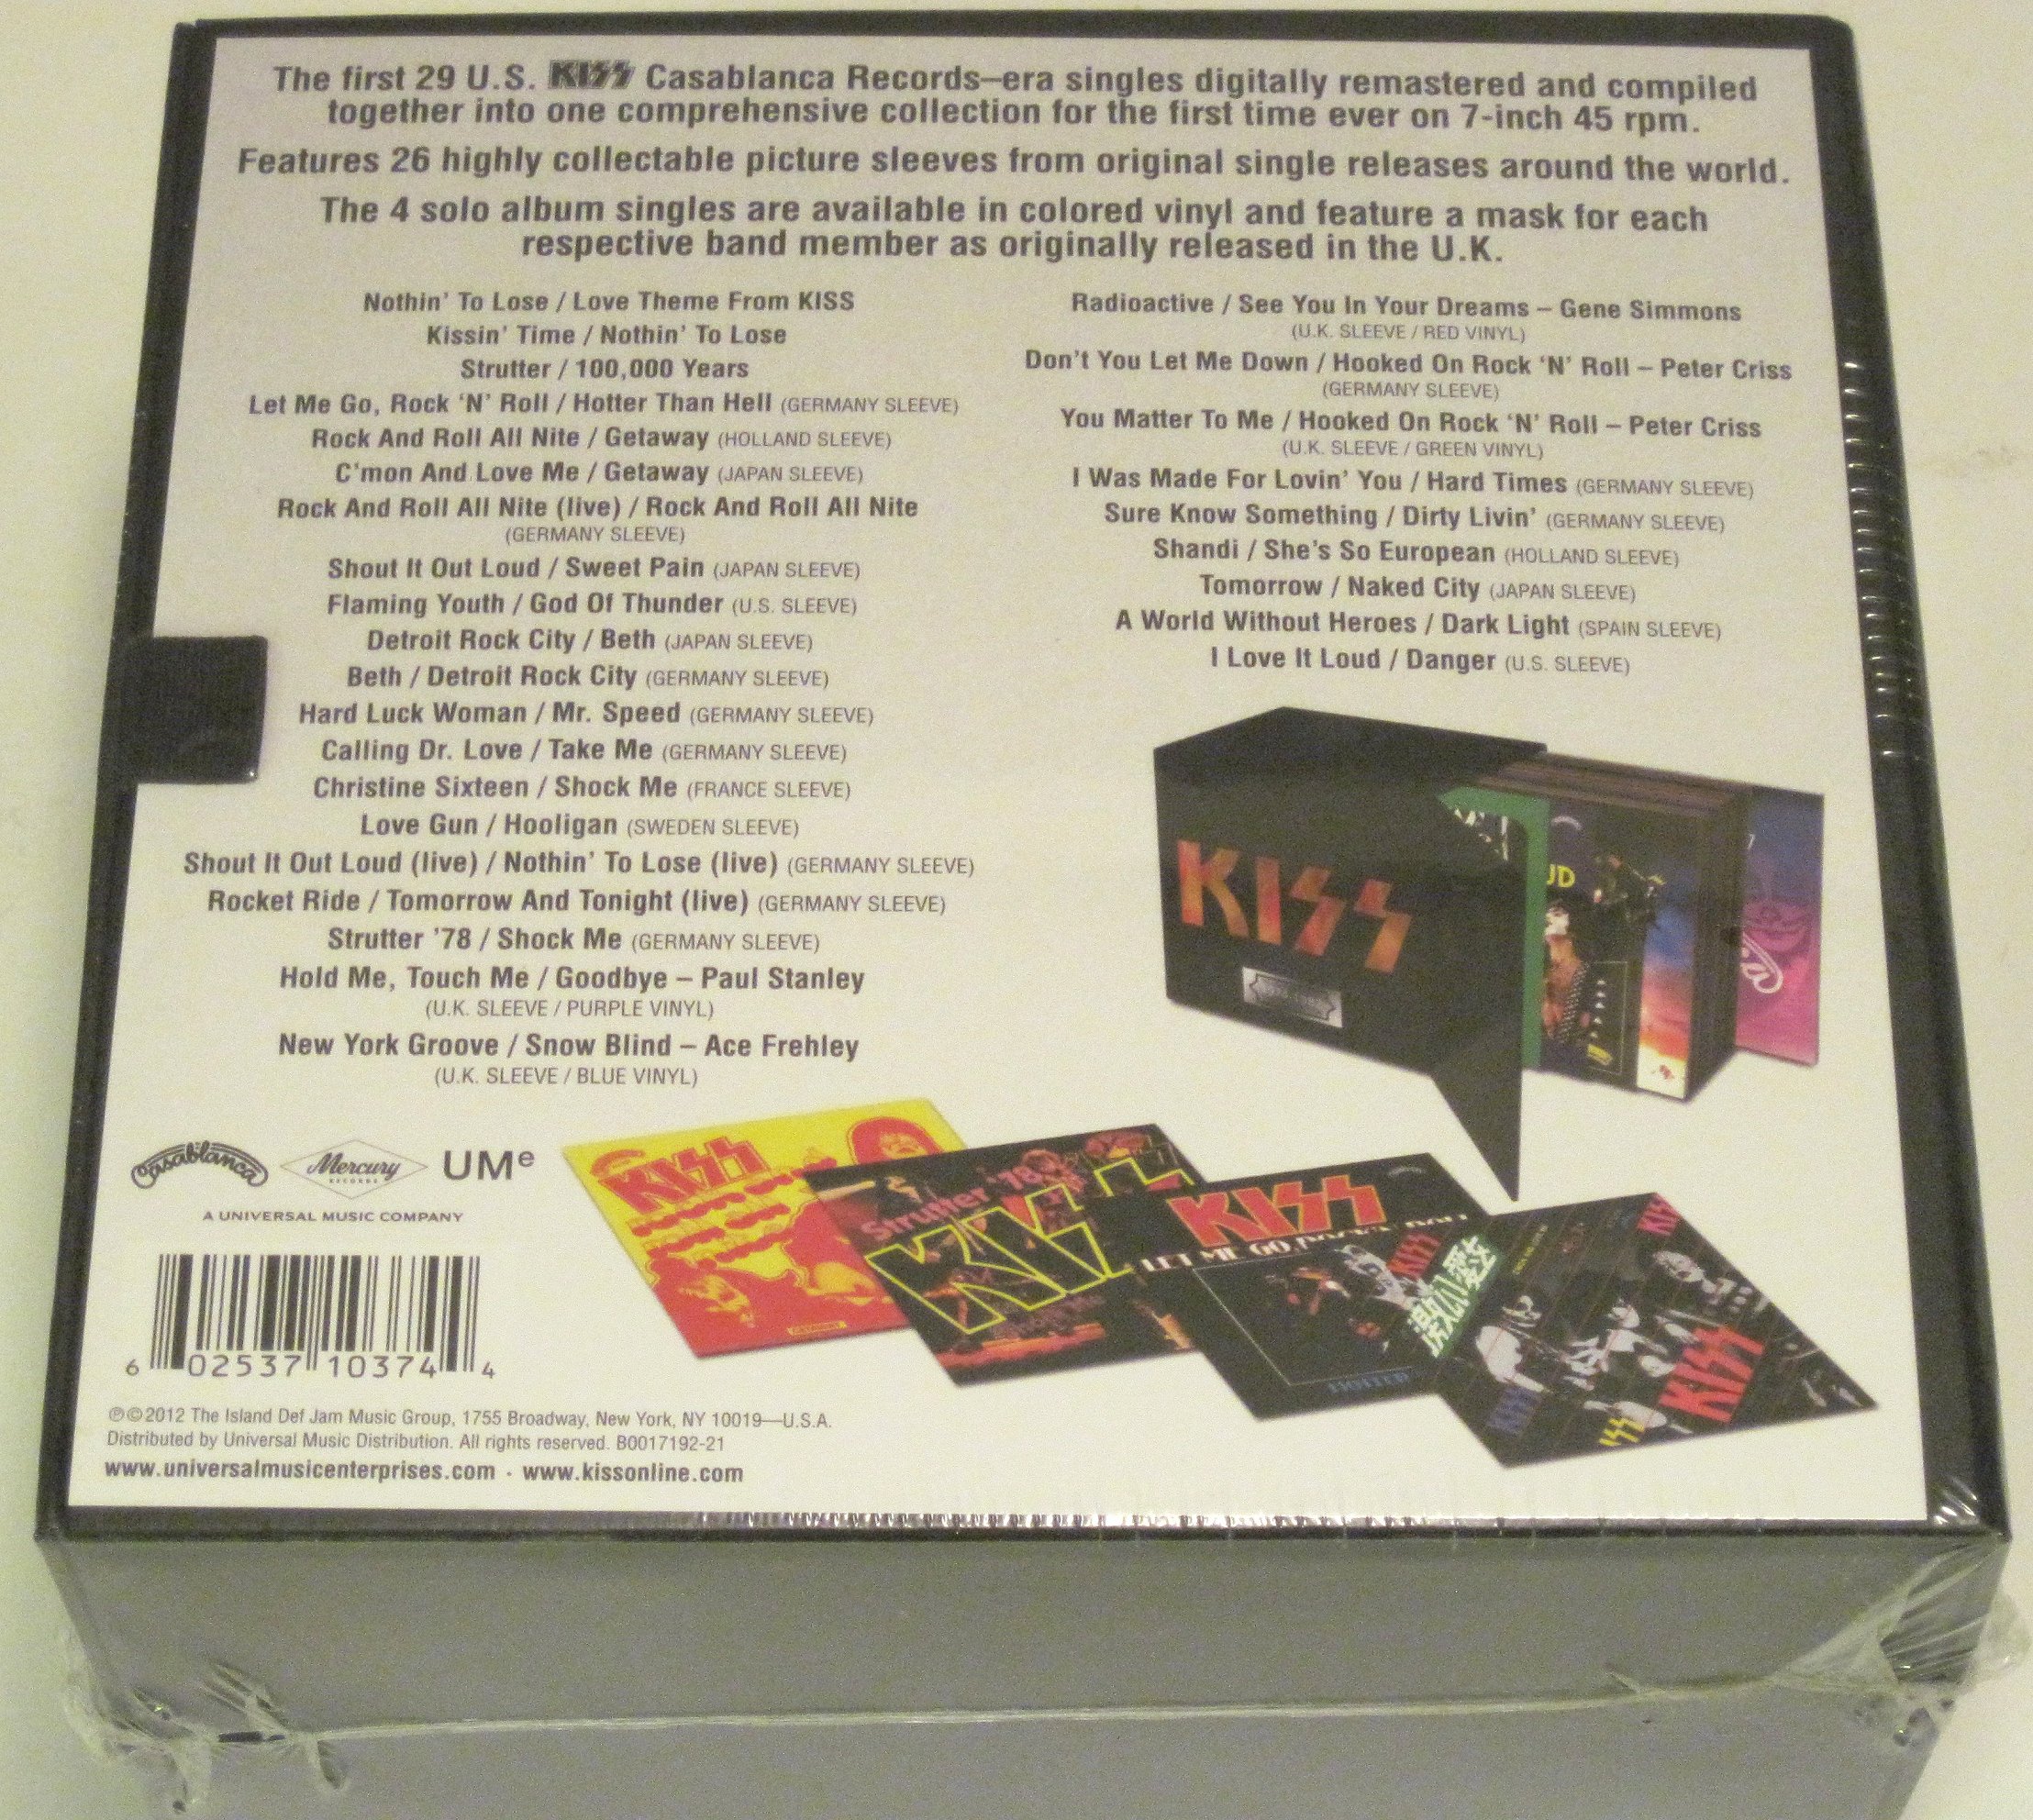 The first 29 U.S. KISS Casablanca Records–era singles digitally remastered and compiled
together into one comprehensive collection for the first time ever on 7-inch 45 rpm.
Features 26 highly collectable picture sleeves from original single releases around the world.
The 4 solo album singles are available in colored vinyl and feature a mask for each
respective band member as originally released in the U.K.
Nothin' To Lose / Love Theme From KISS
Kissin' Time / Nothin' To Lose
Strutter / 100,000 Years
Let Me Go, Rock 'N' Roll / Hotter Than Hell (GERMANY SLEEVE)
Rock And Roll All Nite / Getaway (HOLLAND SLEEVE)
C'mon And Love Me / Getaway (JAPAN SLEEVE)
Rock And Roll All Nite (live) / Rock And Roll All Nite
(GERMANY SLEEVE)
Shout It Out Loud / Sweet Pain (JAPAN SLEEVE)
Flaming Youth / God Of Thunder (U.S. SLEEVE)
Detroit Rock City / Beth (JAPAN SLEEVE)
Beth / Detroit Rock City (GERMANY SLEEVE)
Hard Luck Woman / Mr. Speed (GERMANY SLEEVE)
Calling Dr. Love / Take Me (GERMANY SLEEVE)
Christine Sixteen / Shock Me (FRANCE SLEEVE)
Love Gun / Hooligan (SWEDEN SLEEVE)
Shout It Out Loud (live) / Nothin' To Lose (live) (GERMANY SLEEVE)
Rocket Ride / Tomorrow And Tonight (live) (GERMANY SLEEVE)
Strutter '78 / Shock Me (GERMANY SLEEVE)
Hold Me, Touch Me / Goodbye – Paul Stanley
(U.K. SLEEVE / PURPLE VINYL)
New York Groove / Snow Blind – Ace Frehley
(U.K. SLEEVE / BLUE VINYL)
Radioactive / See You In Your Dreams – Gene Simmons
(U.K. SLEEVE / RED VINYL)
Don't You Let Me Down / Hooked On Rock 'N' Roll – Peter Criss
(GERMANY SLEEVE)
You Matter To Me / Hooked On Rock 'N' Roll – Peter Criss
(U.K. SLEEVE / GREEN VINYL)
I Was Made For Lovin' You / Hard Times (GERMANY SLEEVE)
Sure Know Something / Dirty Livin' (GERMANY SLEEVE)
Shandi / She's So European (HOLLAND SLEEVE)
Tomorrow / Naked City (JAPAN SLEEVE)
A World Without Heroes / Dark Light (SPAIN SLEEVE)
I Love It Loud / Danger (U.S. SLEEVE)
KISS
UD
KISS
Strutter '78
KISS
KISS
LET ME GO, ROCK 'N' ROLL
KISS
KISS
KISS
Casablanca
Mercury
RECORDS
UMe
A UNIVERSAL MUSIC COMPANY
6 02537 10374 4
℗©2012 The Island Def Jam Music Group, 1755 Broadway, New York, NY 10019—U.S.A.
Distributed by Universal Music Distribution. All rights reserved. B0017192-21
www.universalmusicenterprises.com · www.kissonline.com